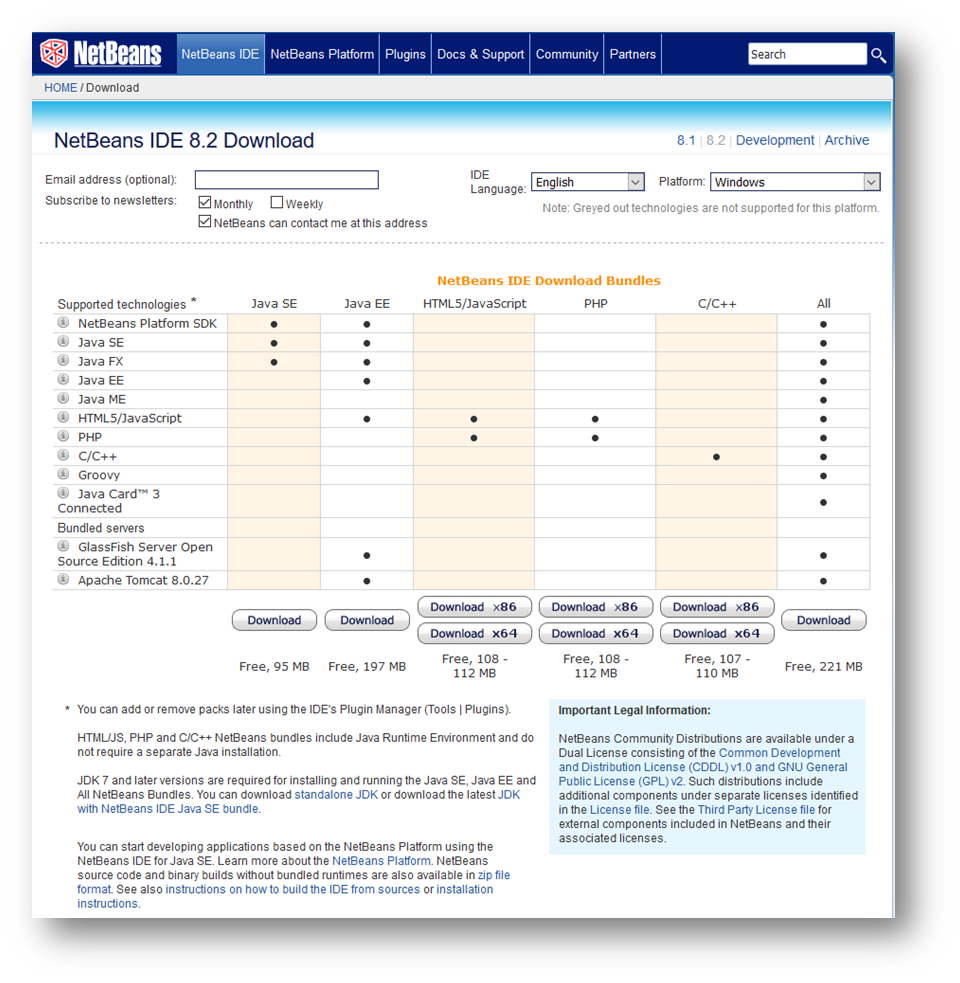 NetBeans
NetBeans IDE NetBeans Platform Plugins Docs & Support Community Partners Search
HOME / Download
NetBeans IDE 8.2 Download 8.1 | 8.2 | Development | Archive
Email address (optional): IDE Language: English Platform: Windows
Subscribe to newsletters: Monthly Weekly
Note: Greyed out technologies are not supported for this platform.
NetBeans can contact me at this address
NetBeans IDE Download Bundles
Supported technologies * Java SE Java EE HTML5/JavaScript PHP C/C++ All
NetBeans Platform SDK • • •
Java SE • • •
Java FX • • •
Java EE • •
Java ME •
HTML5/JavaScript • • • •
PHP • • •
C/C++ • •
Groovy •
Java Card™ 3
Connected •
Bundled servers
GlassFish Server Open
Source Edition 4.1.1 • •
Apache Tomcat 8.0.27 • •
Download Download Download x86 Download x86 Download x86 Download
Download x64 Download x64 Download x64
Free, 95 MB Free, 197 MB Free, 108 - 112 MB Free, 108 - 112 MB Free, 107 - 110 MB Free, 221 MB
* You can add or remove packs later using the IDE's Plugin Manager (Tools | Plugins).
HTML/JS, PHP and C/C++ NetBeans bundles include Java Runtime Environment and do
not require a separate Java installation.
JDK 7 and later versions are required for installing and running the Java SE, Java EE and
All NetBeans Bundles. You can download standalone JDK or download the latest JDK
with NetBeans IDE Java SE bundle.
You can start developing applications based on the NetBeans Platform using the
NetBeans IDE for Java SE. Learn more about the NetBeans Platform. NetBeans
source code and binary builds without bundled runtimes are also available in zip file
format. See also instructions on how to build the IDE from sources or installation
instructions.
Important Legal Information:
NetBeans Community Distributions are available under a
Dual License consisting of the Common Development
and Distribution License (CDDL) v1.0 and GNU General
Public License (GPL) v2. Such distributions include
additional components under separate licenses identified
in the License file. See the Third Party License file for
external components included in NetBeans and their
associated licenses.